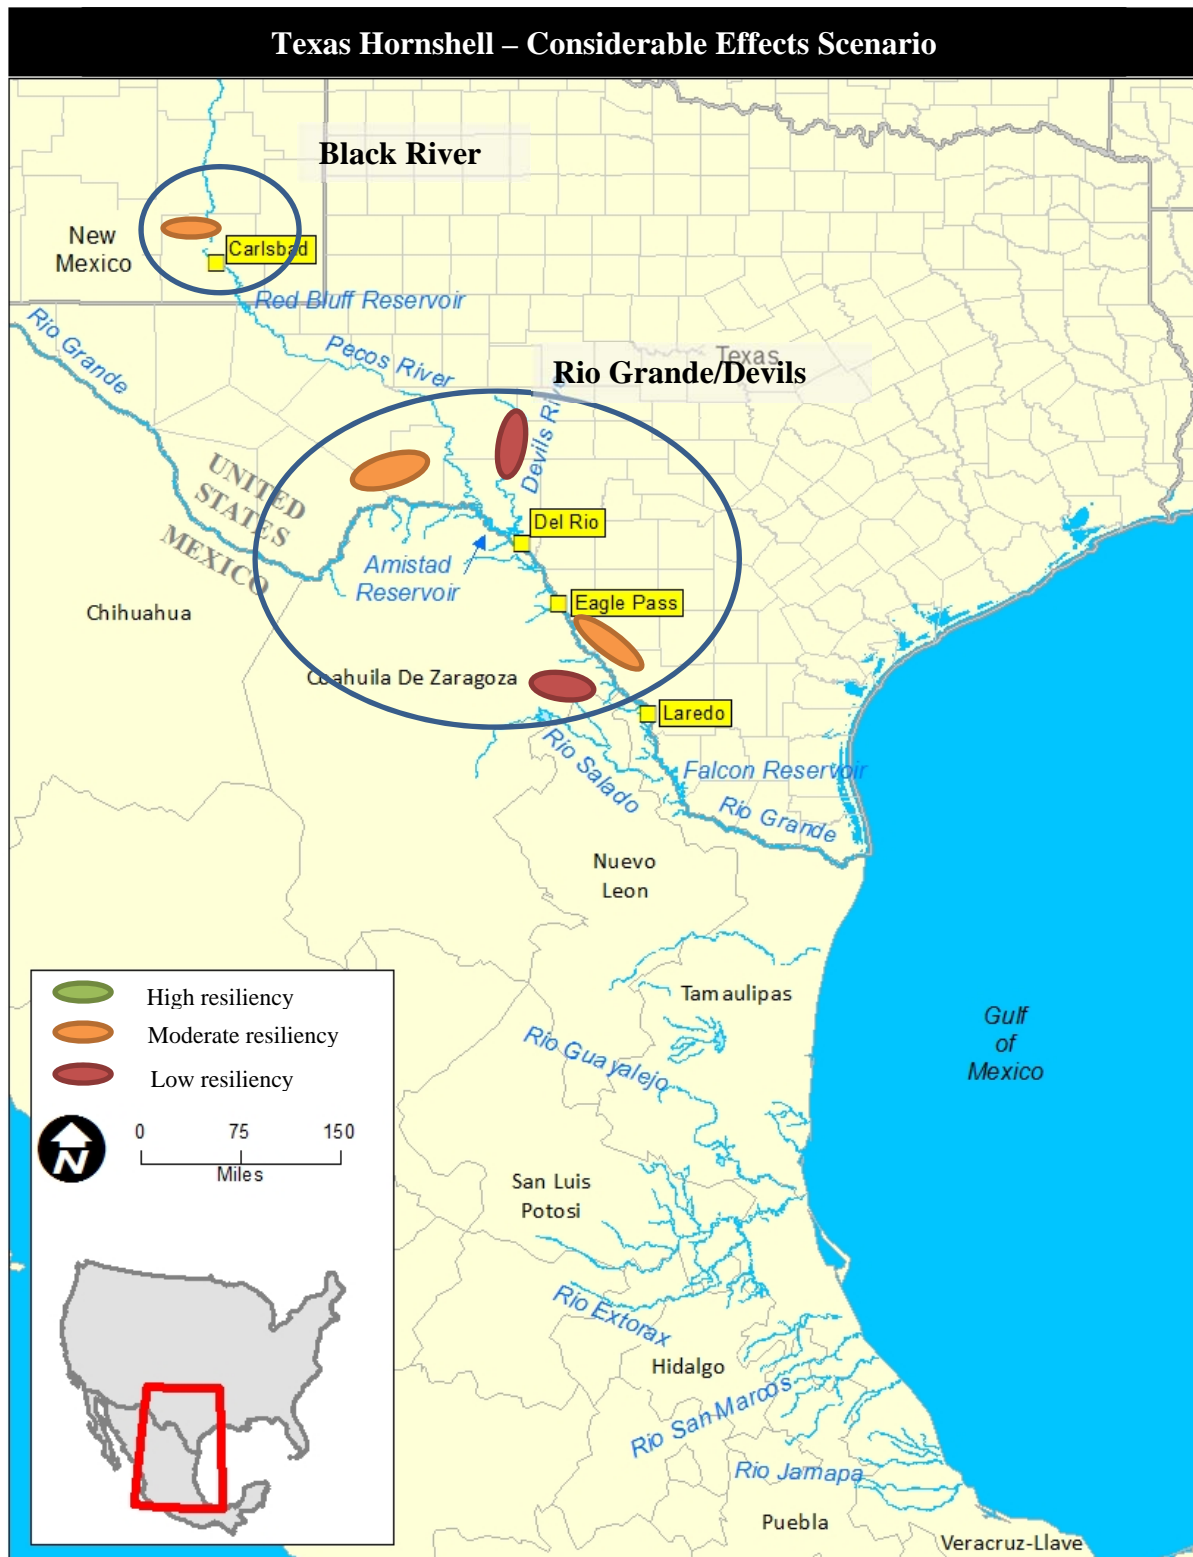 Texas Hornshell – Considerable Effects Scenario
Black River
New
Mexico
Carlsbad
Red Bluff Reservoir
Rio Grande
Pecos River
Texas
Rio Grande/Devils
Devils Ri
UNITED
STATES
MEXICO
Del Rio
Amistad
Reservoir
Eagle Pass
Chihuahua
Coahuila De Zaragoza
Laredo
Rio Salado
Falcon Reservoir
Rio Grande
Nuevo
Leon
Tamaulipas
Gulf
of
Mexico
Rio Guayalejo
High resiliency
Moderate resiliency
Low resiliency
N
0 75 150
Miles
San Luis
Potosi
Rio Extorax
Hidalgo
Rio San Marcos
Rio Jamapa
Puebla
Veracruz-Llave